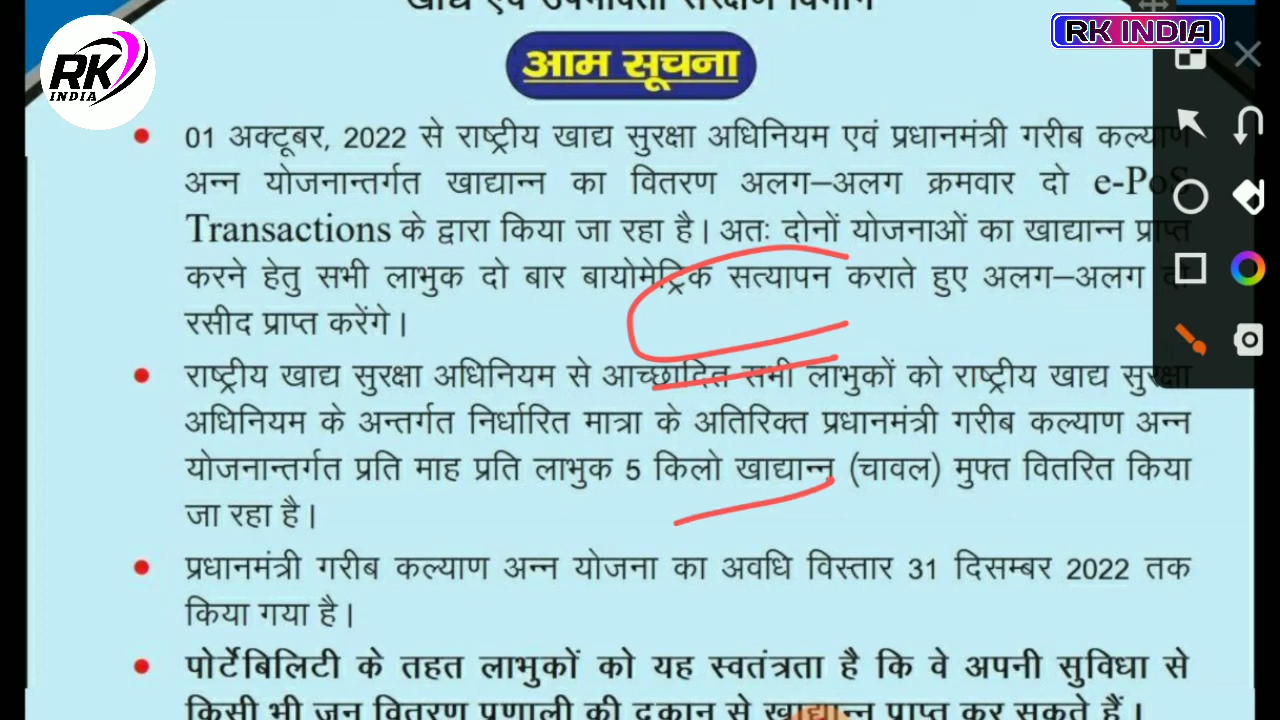 खाद्य एवं उपभोक्ता संरक्षण विभाग
RK INDIA
RK
INDIA
आम सूचना
01 अक्टूबर, 2022 से राष्ट्रीय खाद्य सुरक्षा अधिनियम एवं प्रधानमंत्री गरीब कल्याण
अन्न योजनान्तर्गत खाद्यान्न का वितरण अलग–अलग क्रमवार दो e-PoS
Transactions के द्वारा किया जा रहा है। अतः दोनों योजनाओं का खाद्यान्न प्राप्त
करने हेतु सभी लाभुक दो बार बायोमेट्रिक सत्यापन कराते हुए अलग–अलग दो
रसीद प्राप्त करेंगे।
राष्ट्रीय खाद्य सुरक्षा अधिनियम से आच्छादित सभी लाभुकों को राष्ट्रीय खाद्य सुरक्षा
अधिनियम के अन्तर्गत निर्धारित मात्रा के अतिरिक्त प्रधानमंत्री गरीब कल्याण अन्न
योजनान्तर्गत प्रति माह प्रति लाभुक 5 किलो खाद्यान्न (चावल) मुफ्त वितरित किया
जा रहा है।
प्रधानमंत्री गरीब कल्याण अन्न योजना का अवधि विस्तार 31 दिसम्बर 2022 तक
किया गया है।
पोर्टेबिलिटी के तहत लाभुकों को यह स्वतंत्रता है कि वे अपनी सुविधा से
किसी भी जन वितरण प्रणाली की दुकान से खाद्यान्न प्राप्त कर सकते हैं।